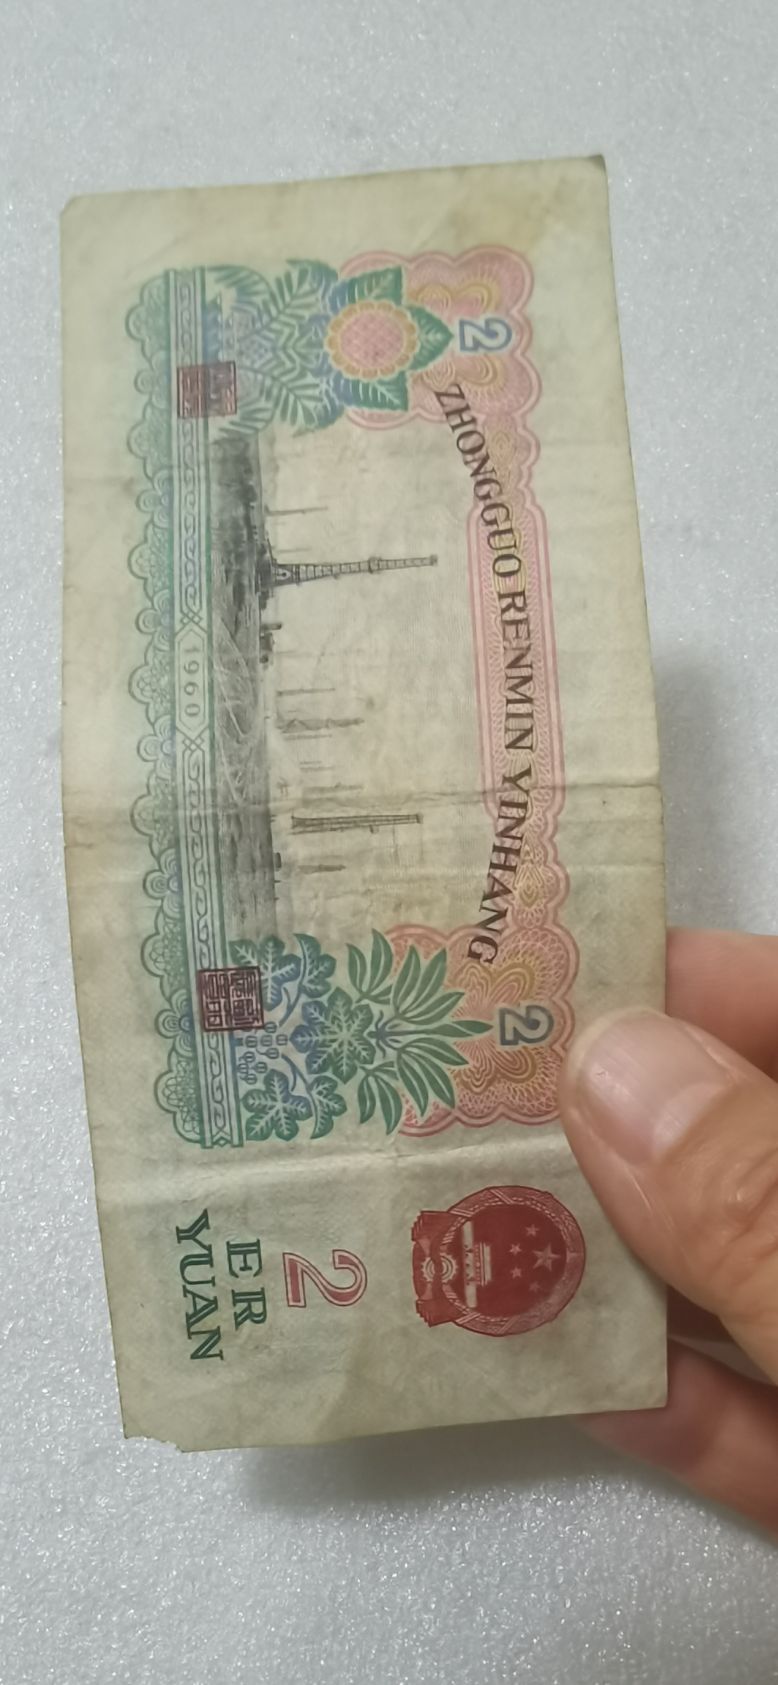 ZHONGGUO RENMIN YINHANG
2
2
1960
2
ER
YUAN